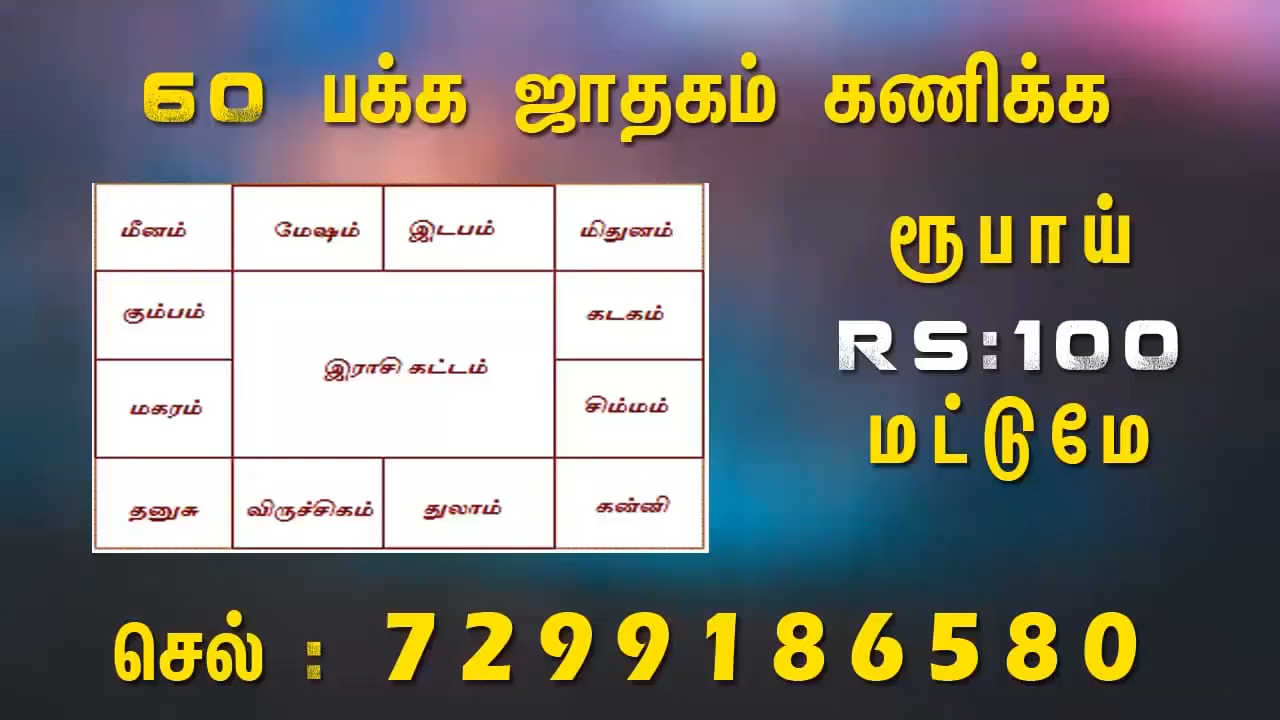 60 பக்க ஜாதகம் கணிக்க
மீனம் மேஷம் இடபம் மிதுனம்
கும்பம் கடகம்
இராசி கட்டம்
மகரம் சிம்மம்
தனுசு விருச்சிகம் துலாம் கன்னி
ரூபாய்
RS:100
மட்டுமே
செல் : 7299186580